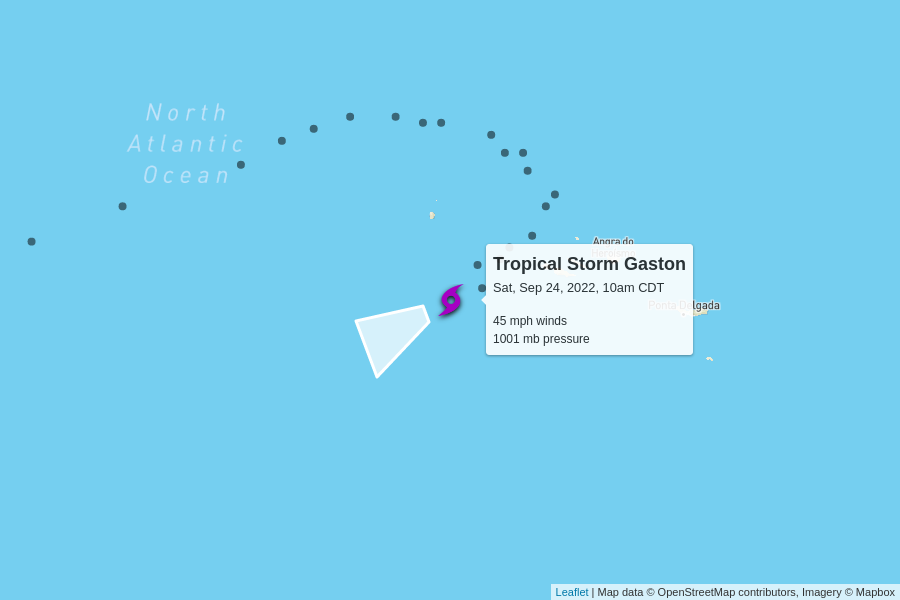 North
Atlantic
Ocean
Angra do
Tropical Storm Gaston
Sat, Sep 24, 2022, 10am CDT
Ponta Delgada
45 mph winds
1001 mb pressure
Leaflet | Map data © OpenStreetMap contributors, Imagery © Mapbox